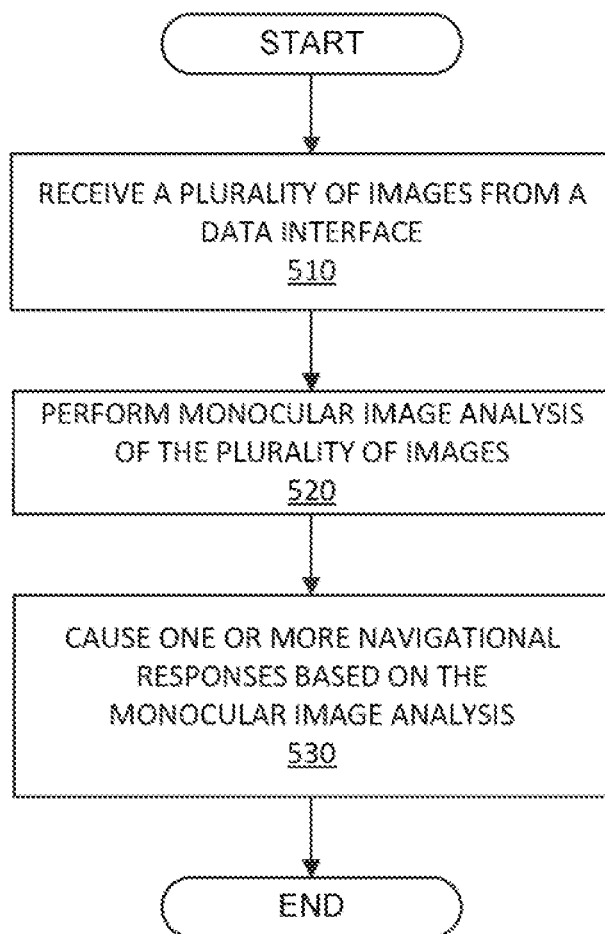 START
RECEIVE A PLURALITY OF IMAGES FROM A
DATA INTERFACE
510
PERFORM MONOCULAR IMAGE ANALYSIS
OF THE PLURALITY OF IMAGES
520
CAUSE ONE OR MORE NAVIGATIONAL
RESPONSES BASED ON THE
MONOCULAR IMAGE ANALYSIS
530
END